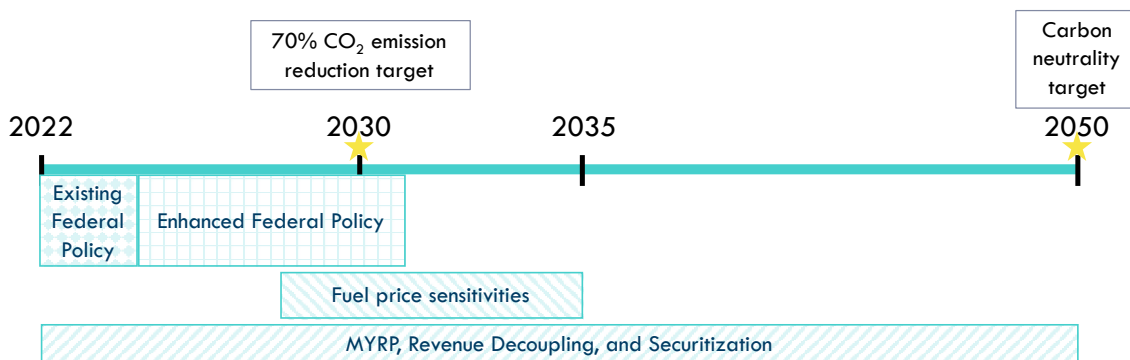 70% CO₂ emission
reduction target
Carbon
neutrality
target
2022
2030
2035
2050
Existing
Federal
Policy
Enhanced Federal Policy
Fuel price sensitivities
MYRP, Revenue Decoupling, and Securitization